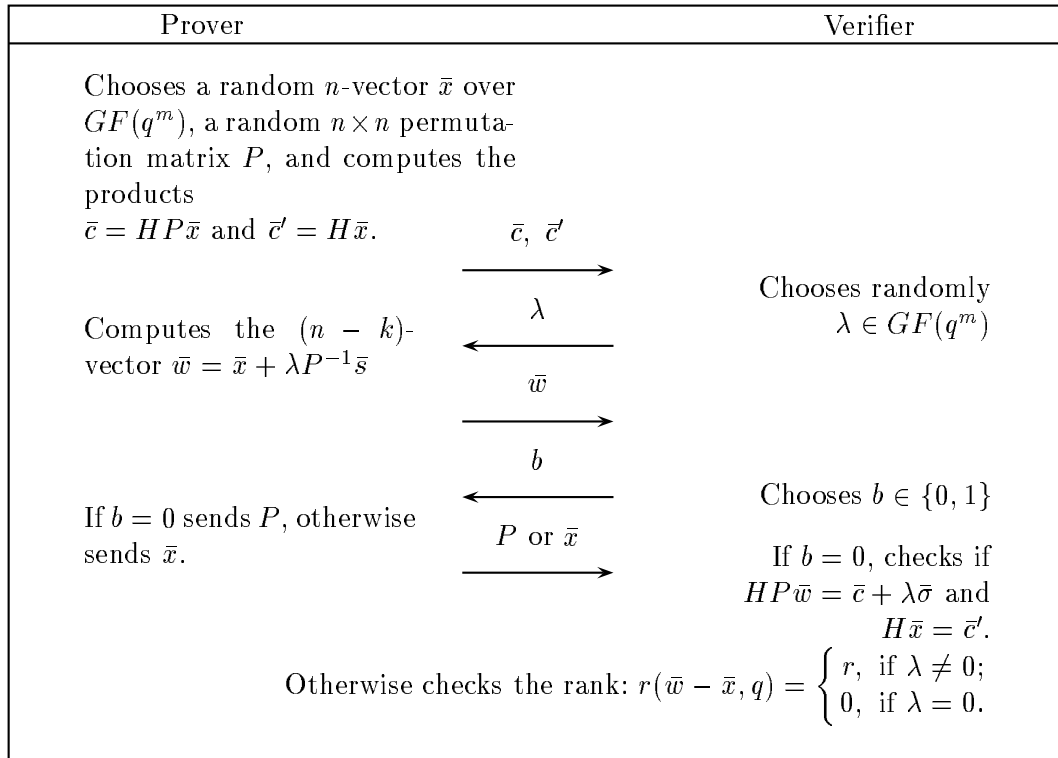 Prover Verifier
Chooses a random n-vector x̄ over
GF(q^m), a random n×n permuta-
tion matrix P, and computes the
products
c̄ = HPx̄ and c̄′ = Hx̄.
c̄, c̄′
Chooses randomly
λ ∈ GF(q^m)
λ
Computes the (n − k)-
vector w̄ = x̄ + λP^{−1}s̄
w̄
b
Chooses b ∈ {0, 1}
If b = 0 sends P, otherwise
sends x̄.
P or x̄
If b = 0, checks if
HPw̄ = c̄ + λσ̄ and
Hx̄ = c̄′.
Otherwise checks the rank: r(w̄ − x̄, q) = { r, if λ ≠ 0;
0, if λ = 0.